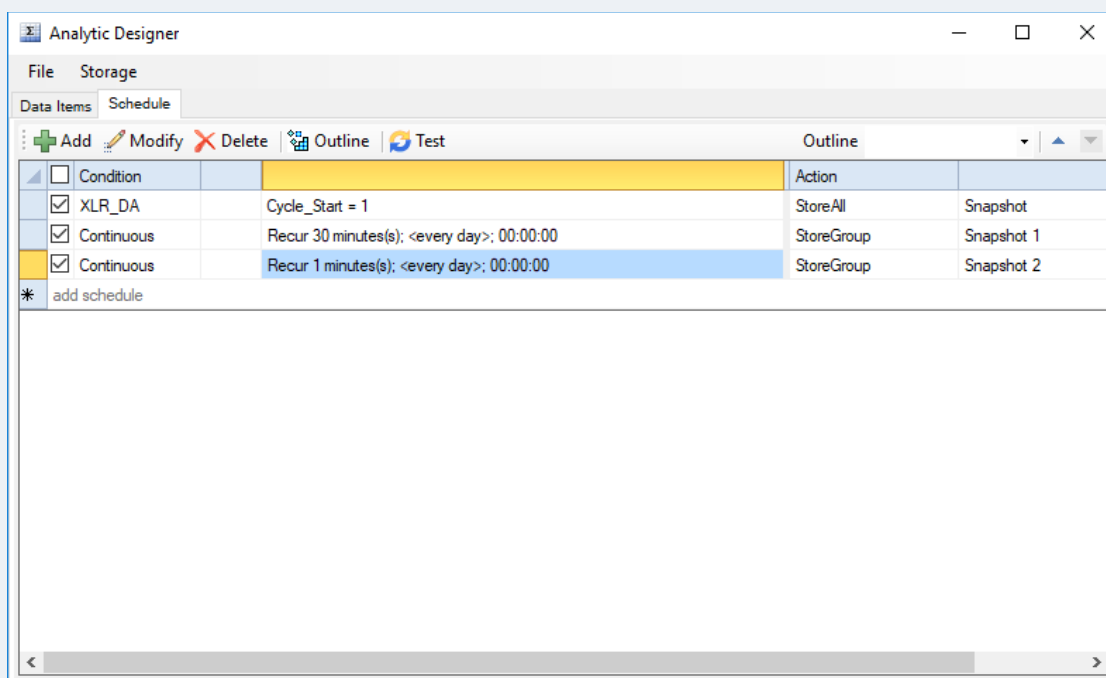 Analytic Designer
File Storage
Data Items Schedule
Add Modify Delete Outline Test Outline
Condition Action
XLR_DA Cycle_Start = 1 StoreAll Snapshot
Continuous Recur 30 minutes(s); <every day>; 00:00:00 StoreGroup Snapshot 1
Continuous Recur 1 minutes(s); <every day>; 00:00:00 StoreGroup Snapshot 2
add schedule